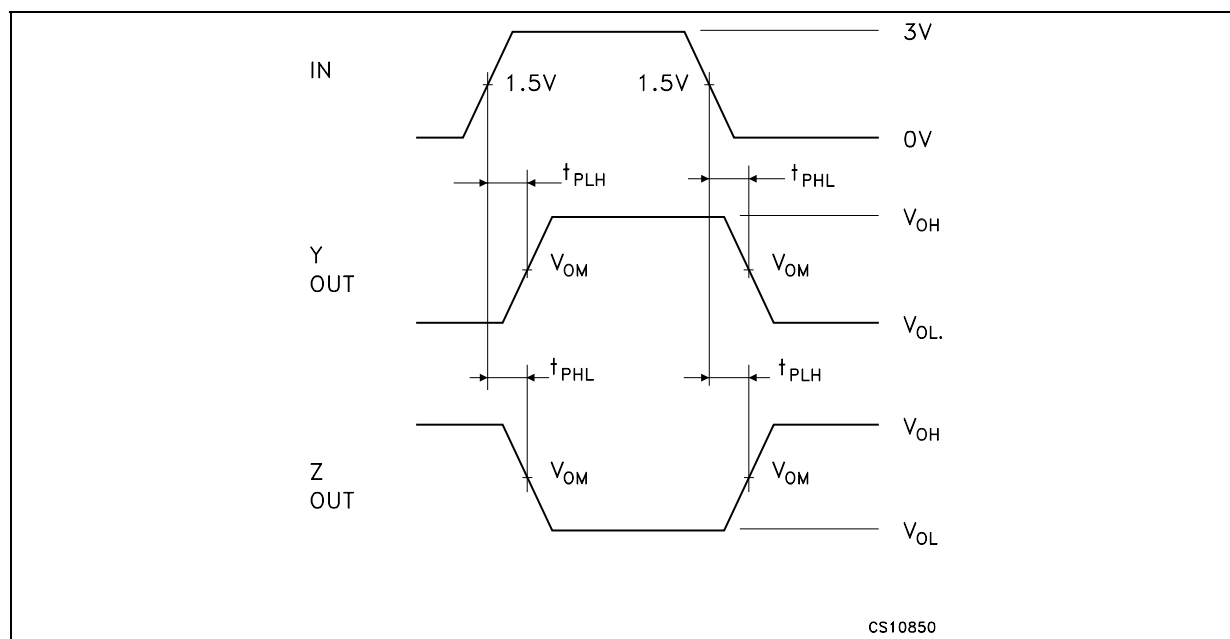 3V
IN
1.5V 1.5V
0V
tPLH tPHL
VOH
Y
OUT
VOM VOM
VOL.
tPHL tPLH
VOH
Z
OUT
VOM VOM
VOL
CS10850